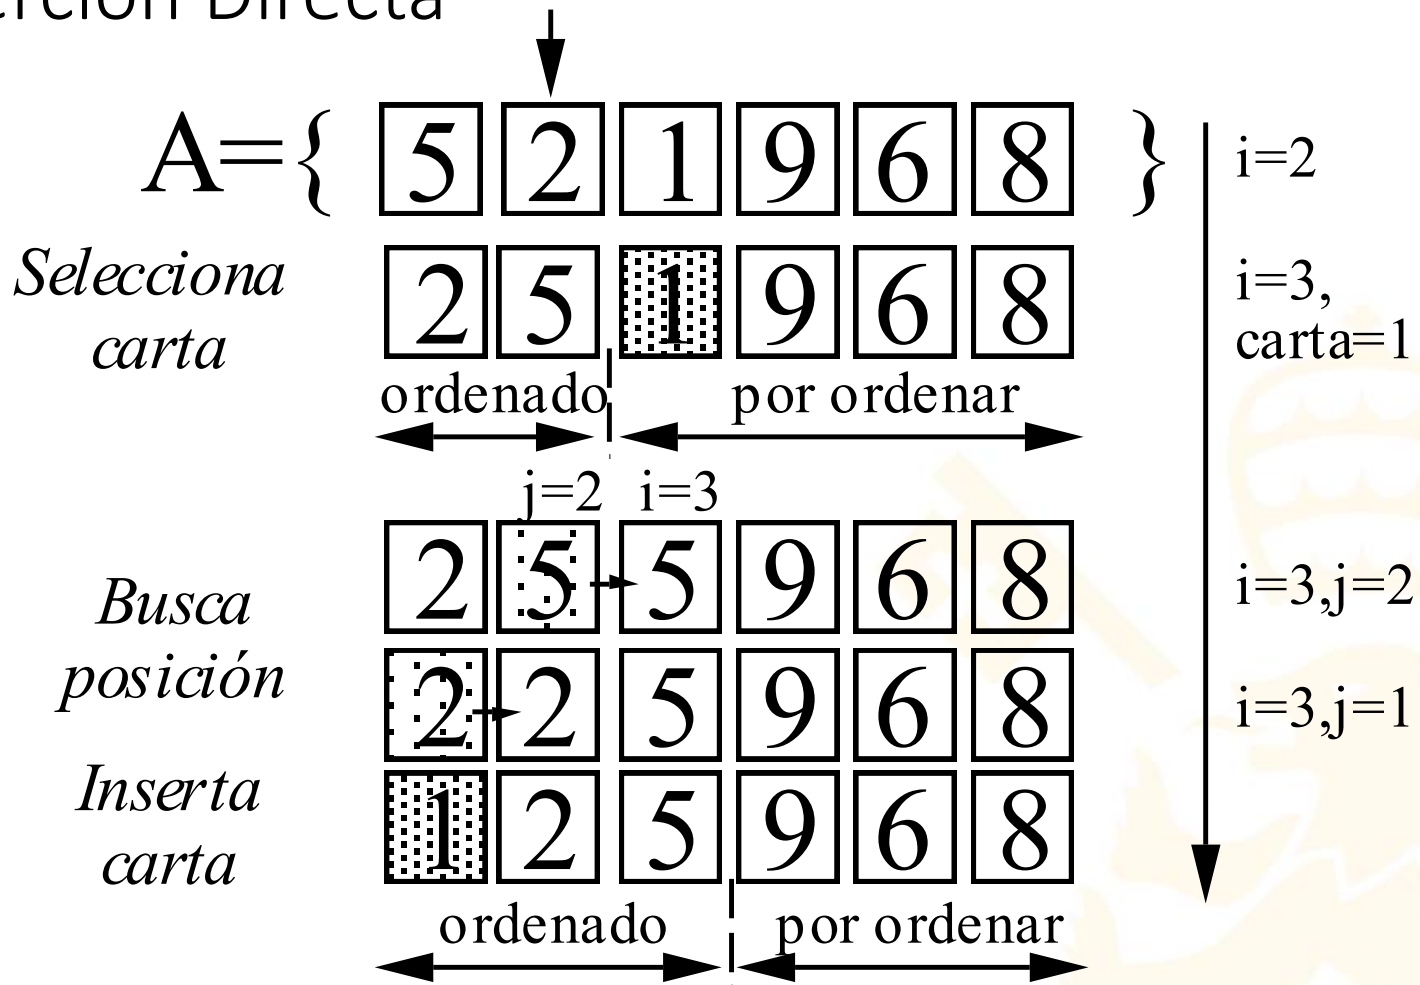 Directa
A={ 5 2 1 9 6 8 } i=2
Selecciona
carta
2 5 1 9 6 8
i=3,
carta=1
ordenado por ordenar
j=2 i=3
Busca
posición
2 5 5 9 6 8 i=3,j=2
2 2 5 9 6 8 i=3,j=1
Inserta
carta
1 2 5 9 6 8
ordenado por ordenar